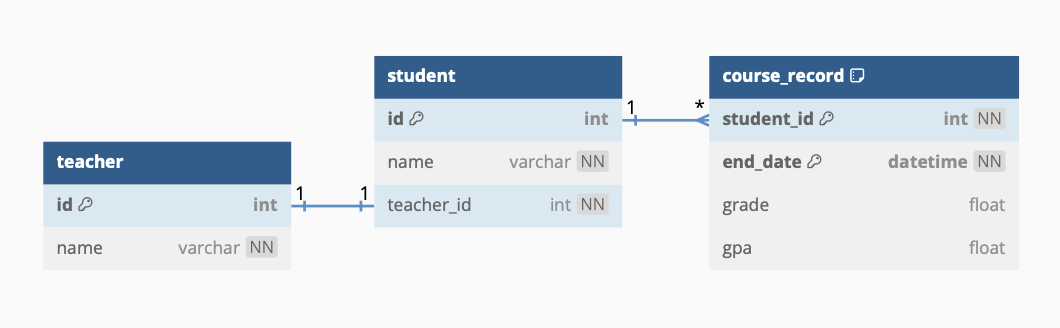 teacher
id int
name varchar NN
1 1
student
id int
name varchar NN
teacher_id int NN
1 *
course_record
student_id int NN
end_date datetime NN
grade float
gpa float